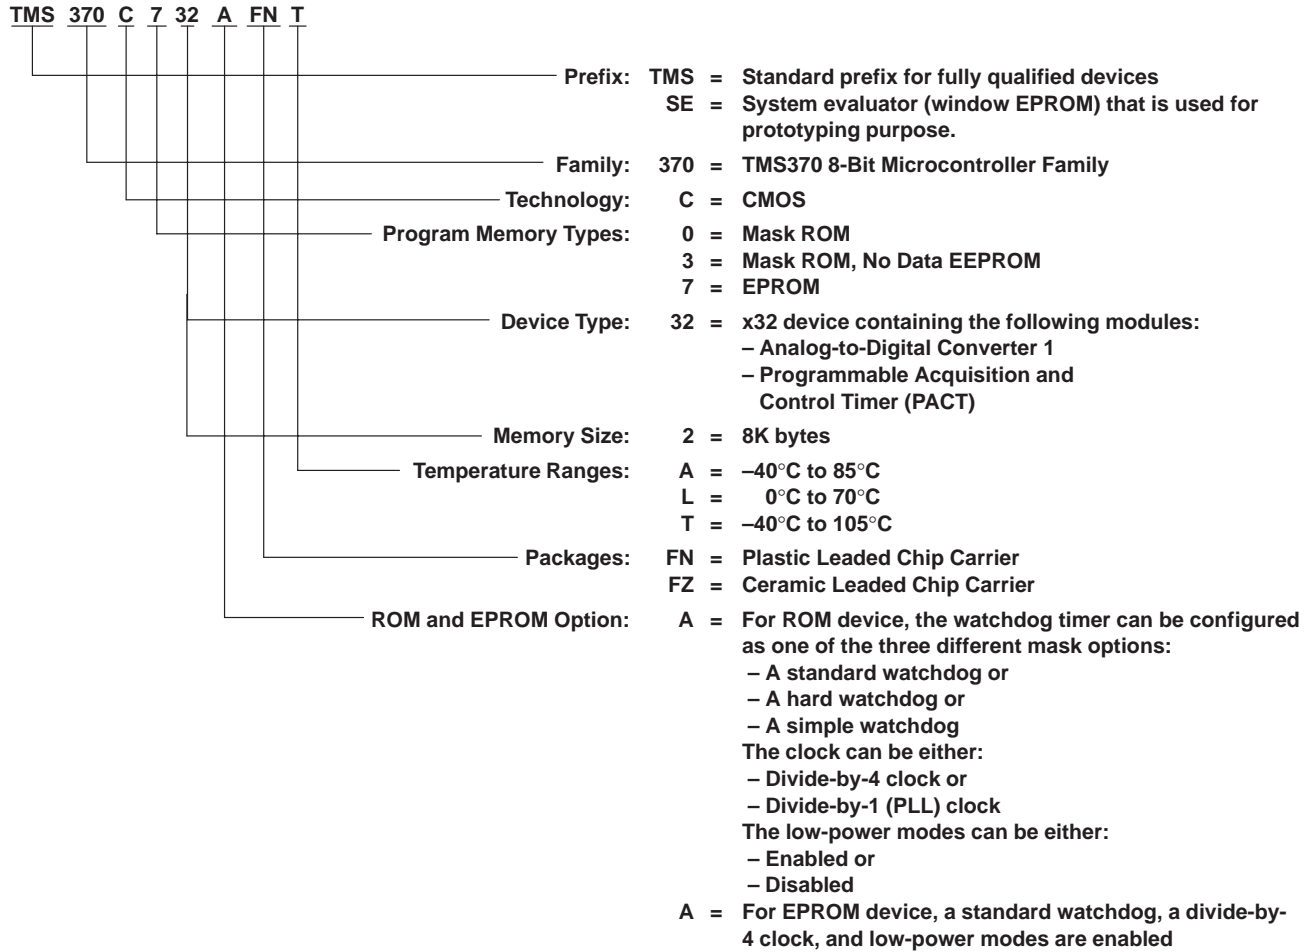 TMS 370 C 7 32 A FN T
Prefix: TMS = Standard prefix for fully qualified devices
SE = System evaluator (window EPROM) that is used for
prototyping purpose.
Family: 370 = TMS370 8-Bit Microcontroller Family
Technology: C = CMOS
Program Memory Types: 0 = Mask ROM
3 = Mask ROM, No Data EEPROM
7 = EPROM
Device Type: 32 = x32 device containing the following modules:
– Analog-to-Digital Converter 1
– Programmable Acquisition and
Control Timer (PACT)
Memory Size: 2 = 8K bytes
Temperature Ranges: A = –40°C to 85°C
L = 0°C to 70°C
T = –40°C to 105°C
Packages: FN = Plastic Leaded Chip Carrier
FZ = Ceramic Leaded Chip Carrier
ROM and EPROM Option: A = For ROM device, the watchdog timer can be configured
as one of the three different mask options:
– A standard watchdog or
– A hard watchdog or
– A simple watchdog
The clock can be either:
– Divide-by-4 clock or
– Divide-by-1 (PLL) clock
The low-power modes can be either:
– Enabled or
– Disabled
A = For EPROM device, a standard watchdog, a divide-by-
4 clock, and low-power modes are enabled